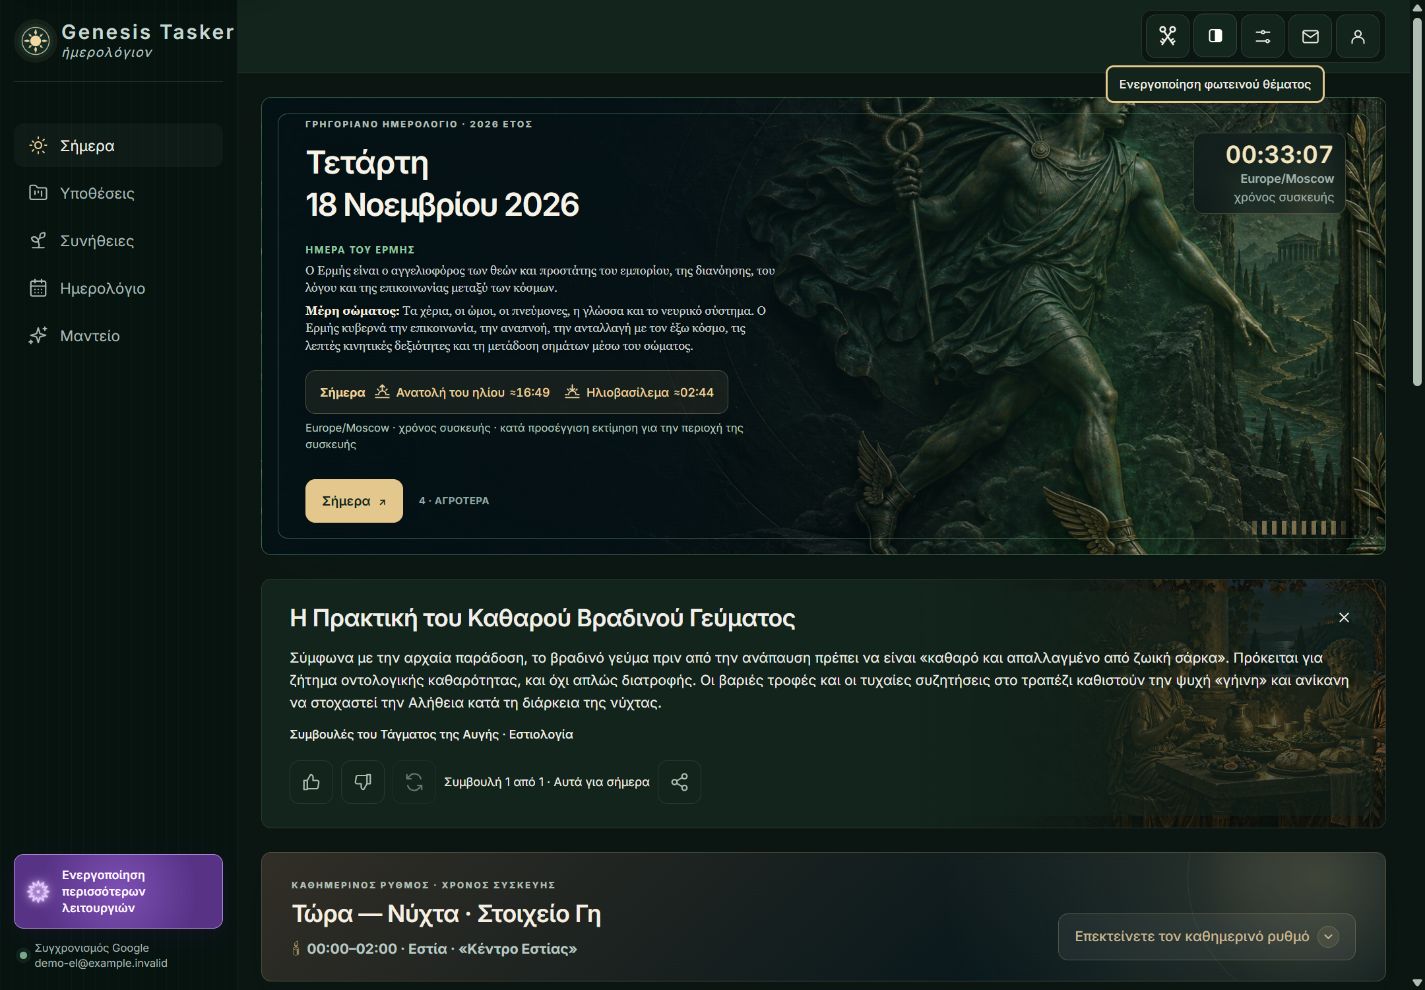 Genesis Tasker
ἡμερολόγιον
Ενεργοποίηση φωτεινού θέματος
Σήμερα
Υποθέσεις
Συνήθειες
Ημερολόγιο
Μαντείο
ΓΡΗΓΟΡΙΑΝΟ ΗΜΕΡΟΛΟΓΙΟ · 2026 ΕΤΟΣ
Τετάρτη
18 Νοεμβρίου 2026
00:33:07
Europe/Moscow
χρόνος συσκευής
ΗΜΕΡΑ ΤΟΥ ΕΡΜΗΣ
Ο Ερμής είναι ο αγγελιοφόρος των θεών και προστάτης του εμπορίου, της διανόησης, του
λόγου και της επικοινωνίας μεταξύ των κόσμων.
Μέρη σώματος: Τα χέρια, οι ώμοι, οι πνεύμονες, η γλώσσα και το νευρικό σύστημα. Ο
Ερμής κυβερνά την επικοινωνία, την αναπνοή, την ανταλλαγή με τον έξω κόσμο, τις
λεπτές κινητικές δεξιότητες και τη μετάδοση σημάτων μέσω του σώματος.
Σήμερα Ανατολή του ηλίου ≈16:49 Ηλιοβασίλεμα ≈02:44
Europe/Moscow · χρόνος συσκευής · κατά προσέγγιση εκτίμηση για την περιοχή της
συσκευής
Σήμερα ↗ 4 · ΑΓΡΟΤΕΡΑ
Η Πρακτική του Καθαρού Βραδινού Γεύματος
Σύμφωνα με την αρχαία παράδοση, το βραδινό γεύμα πριν από την ανάπαυση πρέπει να είναι «καθαρό και απαλλαγμένο από ζωική σάρκα». Πρόκειται για
ζήτημα οντολογικής καθαρότητας, και όχι απλώς διατροφής. Οι βαριές τροφές και οι τυχαίες συζητήσεις στο τραπέζι καθιστούν την ψυχή «γήινη» και ανίκανη
να στοχαστεί την Αλήθεια κατά τη διάρκεια της νύχτας.
Συμβουλές του Τάγματος της Αυγής · Εστιολογία
Συμβουλή 1 από 1 · Αυτά για σήμερα
ΚΑΘΗΜΕΡΙΝΟΣ ΡΥΘΜΟΣ · ΧΡΟΝΟΣ ΣΥΣΚΕΥΗΣ
Τώρα — Νύχτα · Στοιχείο Γη
00:00–02:00 · Εστία · «Κέντρο Εστίας»
Επεκτείνετε τον καθημερινό ρυθμό
Ενεργοποίηση
περισσότερων
λειτουργιών
Συγχρονισμός Google
demo-el@example.invalid